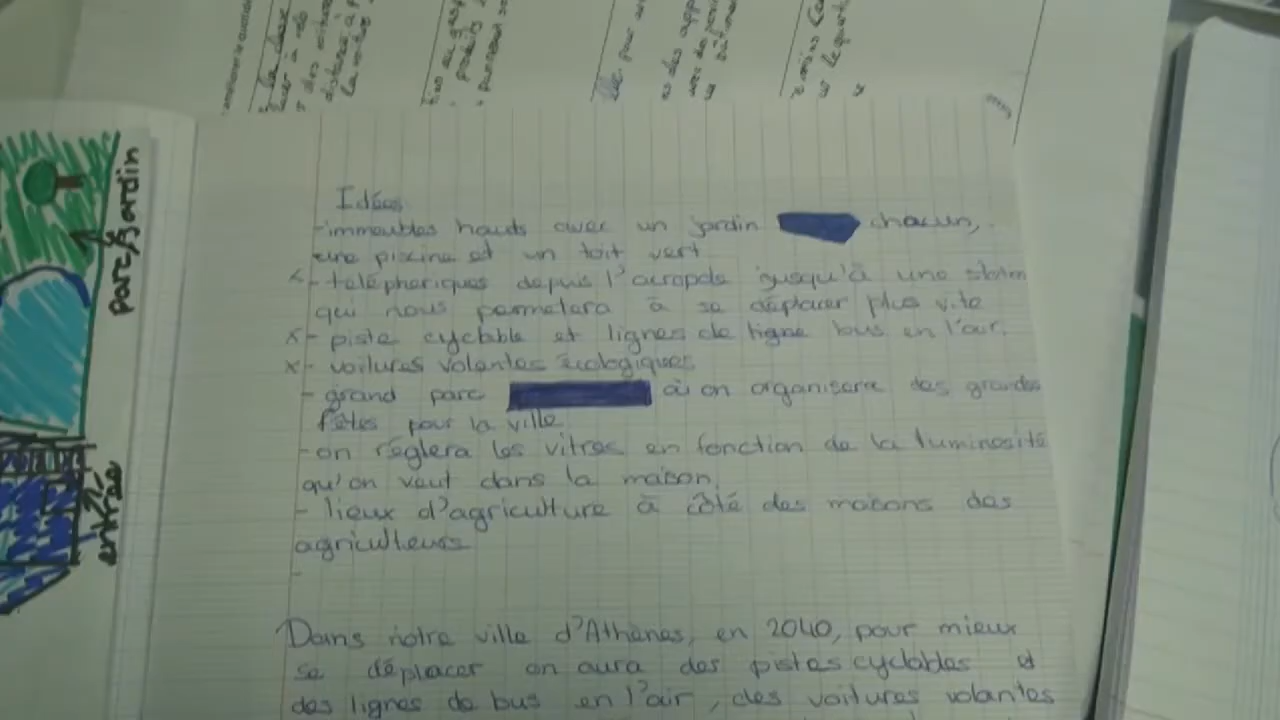 Idées
-immeubles hauts avec un jardin chacun,
une piscine et un toit vert
x - téléphériques depuis l'acropole jusqu'à une
qui nous permetera à se déplacer plus vite
x - piste cyclable et lignes de ligne bus en l'air.
x - voitures volantes écologiques
- grand parc où on organisera des grandes
fêtes pour la ville
- on réglera les vitres en fonction de la luminosité
qu'on veut dans la maison.
- lieux d'agriculture à côté des maisons des
agriculteurs
-
Dans notre ville d'Athènes, en 2040, pour mieux
se déplacer on aura des pistes cyclables et
des lignes de bus en l'air, des voitures volantes
parc/jardin
entrée